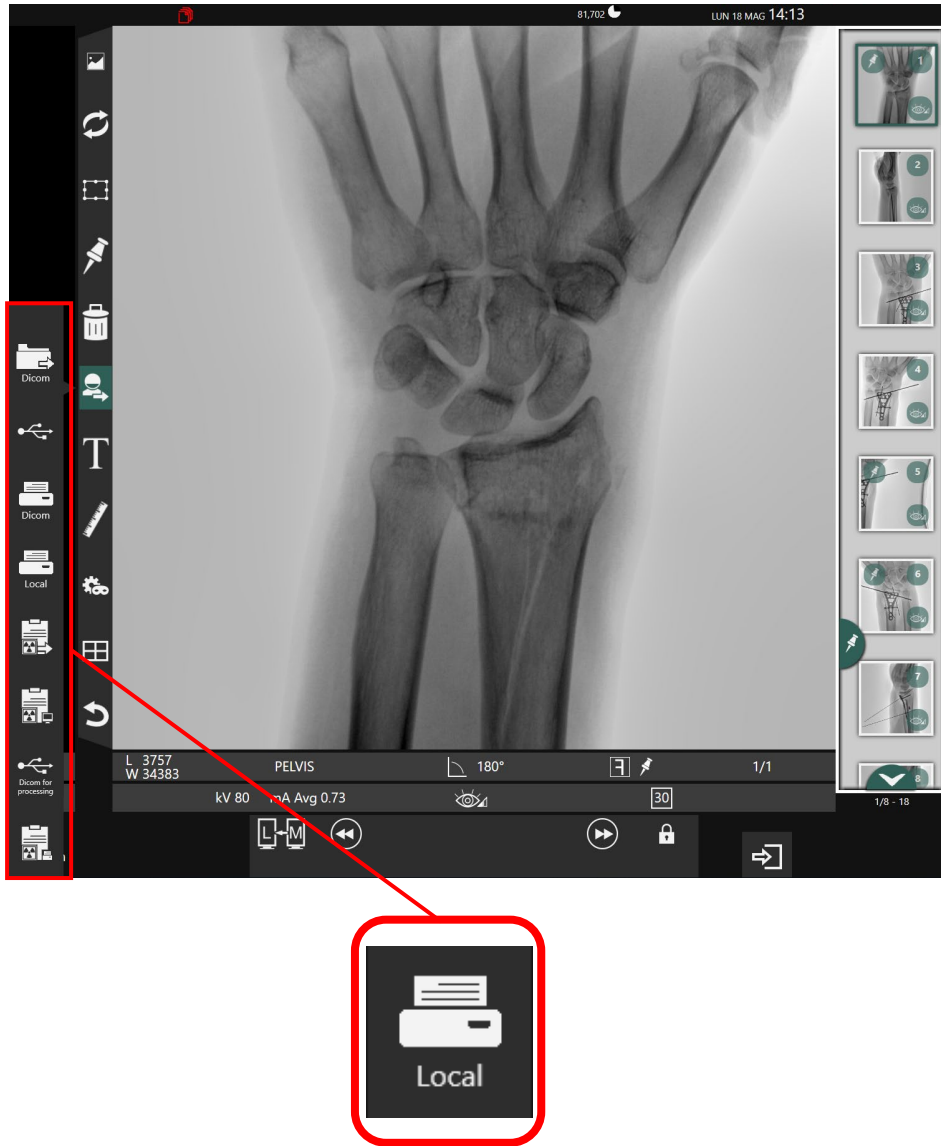 81,702
LUN 18 MAG 14:13
1
2
3
4
5
6
7
8
1/8 - 18
Dicom
Dicom
Local
Dicom for
processing
T
L 3757
W 34383
PELVIS
180°
1/1
kV 80
mA Avg 0.73
30
L
M
Local